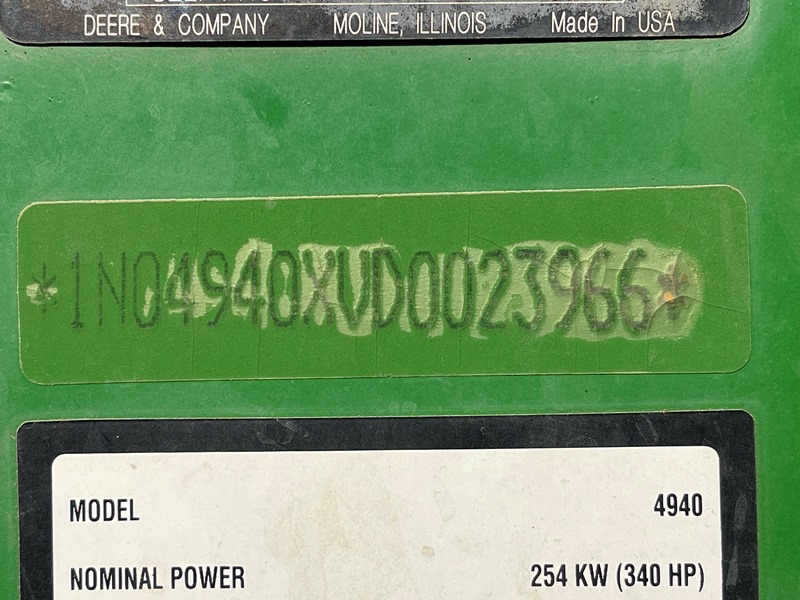 DEERE & COMPANY MOLINE, ILLINOIS Made In USA
*1N04940XVD0023966*
MODEL 4940
NOMINAL POWER 254 KW (340 HP)